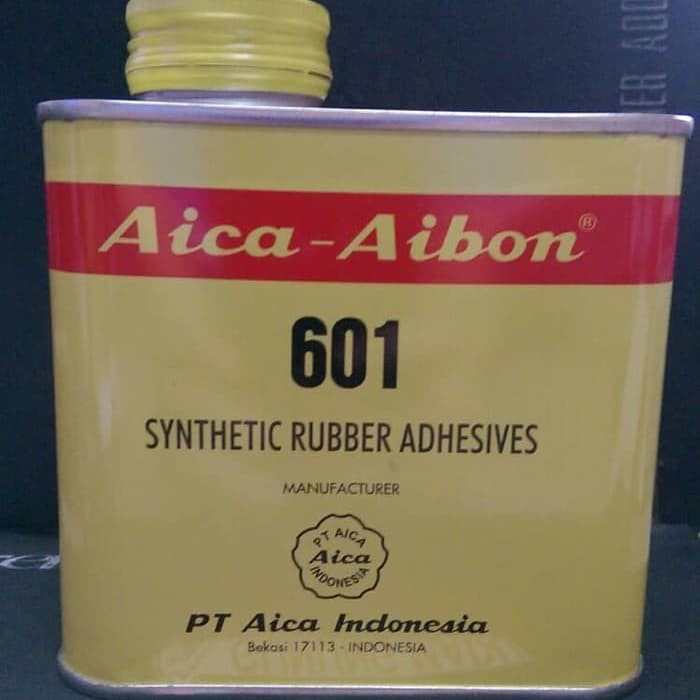 Aica-Aibon®
601
SYNTHETIC RUBBER ADHESIVES
MANUFACTURER
PT AICA
Aica
INDONESIA
PT Aica Indonesia
Bekasi 17113 - INDONESIA